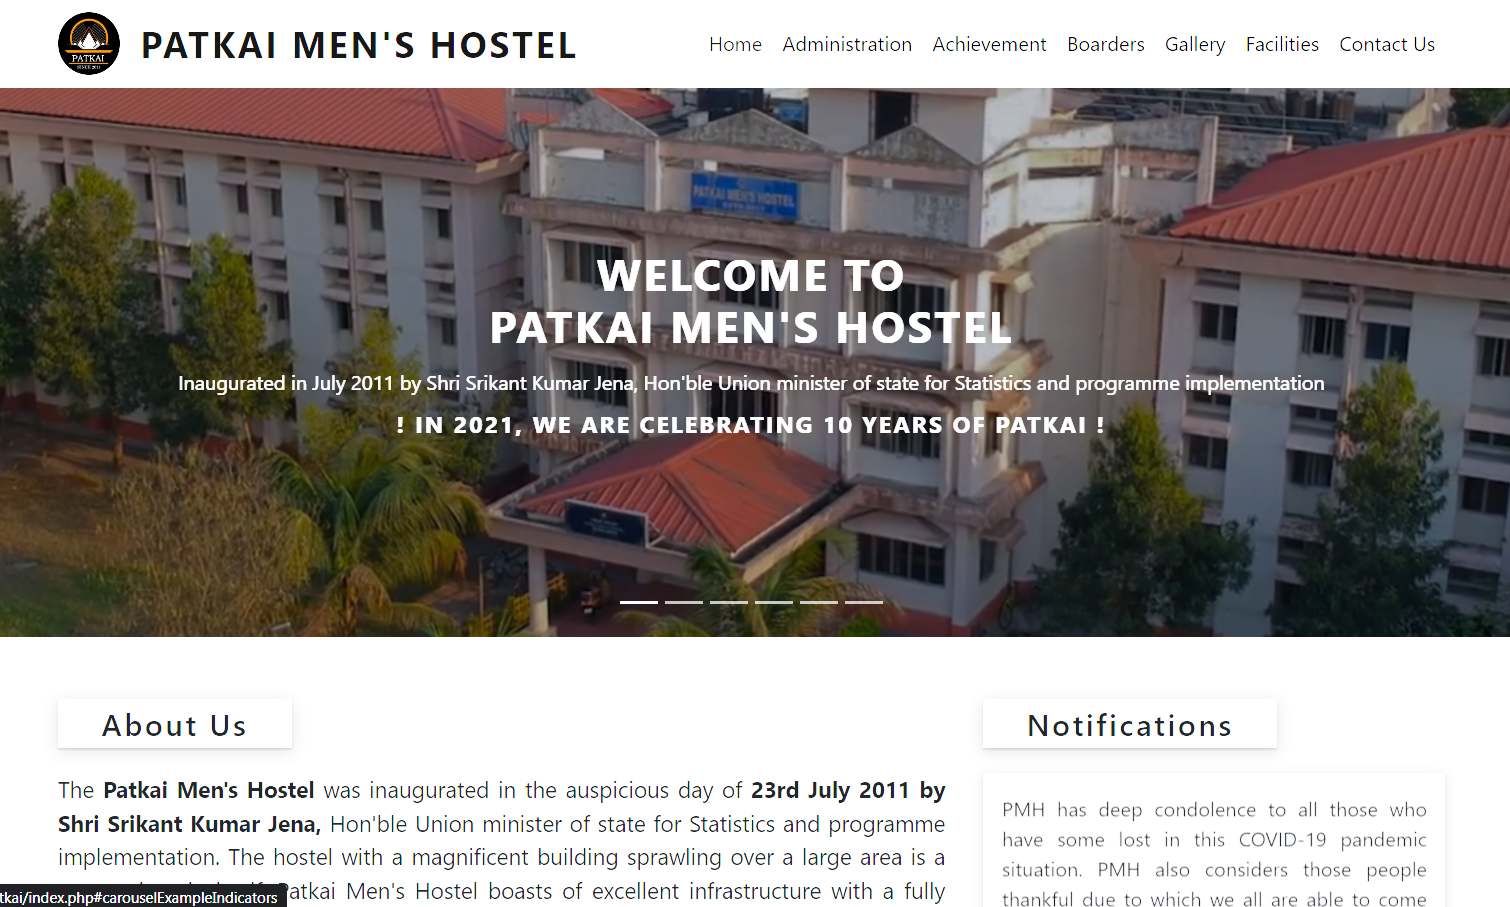 PATKAI
SINCE 2011
PATKAI MEN'S HOSTEL
Home Administration Achievement Boarders Gallery Facilities Contact Us
PATKAI MEN'S HOSTEL
WELCOME TO
PATKAI MEN'S HOSTEL
Inaugurated in July 2011 by Shri Srikant Kumar Jena, Hon'ble Union minister of state for Statistics and programme implementation
! IN 2021, WE ARE CELEBRATING 10 YEARS OF PATKAI !
About Us
The Patkai Men's Hostel was inaugurated in the auspicious day of 23rd July 2011 by
Shri Srikant Kumar Jena, Hon'ble Union minister of state for Statistics and programme
implementation. The hostel with a magnificent building sprawling over a large area is a
Patkai Men's Hostel boasts of excellent infrastructure with a fully
Notifications
PMH has deep condolence to all those who
have some lost in this COVID-19 pandemic
situation. PMH also considers those people
thankful due to which we all are able to come
tkai/index.php#carouselExampleIndicators